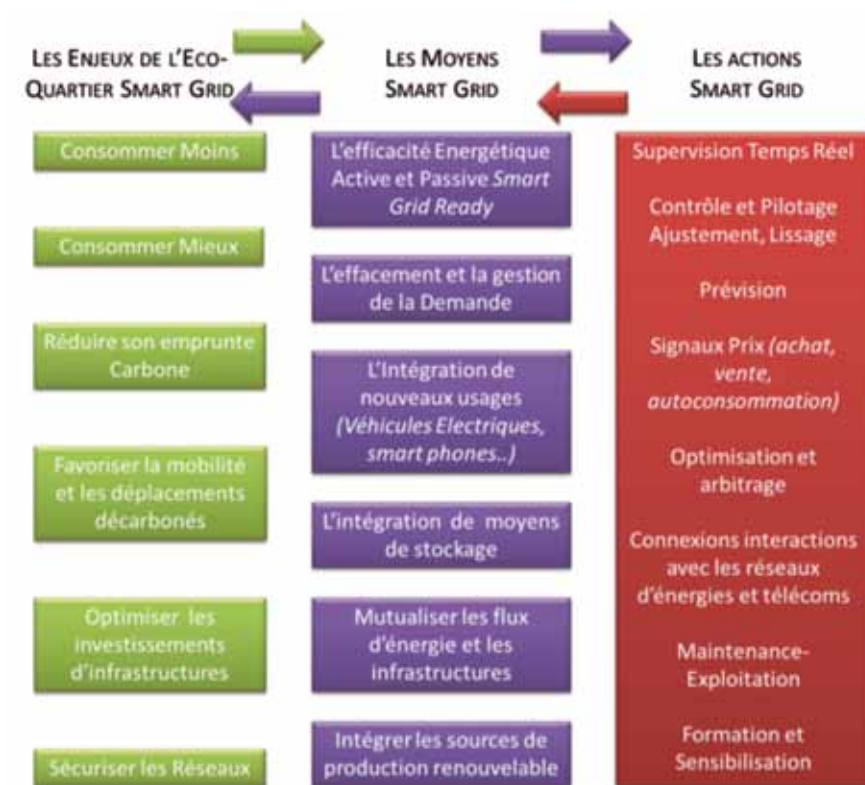 LES ENJEUX DE L'ECO-
QUARTIER SMART GRID
LES MOYENS
SMART GRID
LES ACTIONS
SMART GRID
Consommer Moins
Consommer Mieux
Réduire son emprunte
Carbone
Favoriser la mobilité
et les déplacements
décarbonés
Optimiser les
investissements
d'infrastructures
Sécuriser les Réseaux
L'efficacité Energétique
Active et Passive Smart
Grid Ready
L'effacement et la gestion
de la Demande
L'Intégration de
nouveaux usages
(Véhicules Electriques,
smart phones..)
L'intégration de moyens
de stockage
Mutualiser les flux
d'énergie et les
infrastructures
Intégrer les sources de
production renouvelable
Supervision Temps Réel
Contrôle et Pilotage
Ajustement, Lissage
Prévision
Signaux Prix (achat,
vente,
autoconsommation)
Optimisation et
arbitrage
Connexions interactions
avec les réseaux
d'énergies et télécoms
Maintenance-
Exploitation
Formation et
Sensibilisation